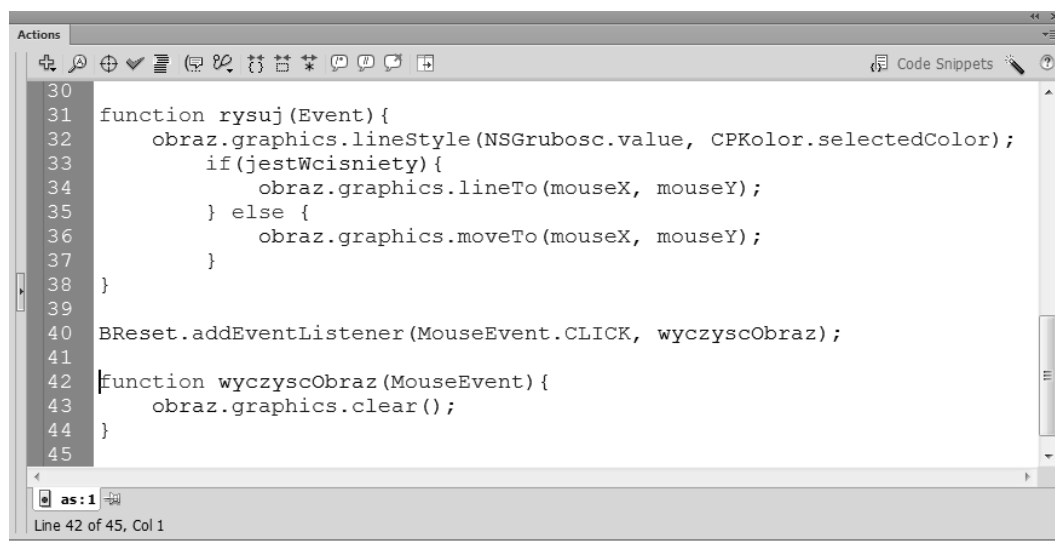 Actions
Code Snippets
30
31 function rysuj(Event){
32 obraz.graphics.lineStyle(NSGrubosc.value, CPKolor.selectedColor);
33 if(jestWcisniety){
34 obraz.graphics.lineTo(mouseX, mouseY);
35 } else {
36 obraz.graphics.moveTo(mouseX, mouseY);
37 }
38 }
39
40 BReset.addEventListener(MouseEvent.CLICK, wyczyscObraz);
41
42 function wyczyscObraz(MouseEvent){
43 obraz.graphics.clear();
44 }
45
as:1
Line 42 of 45, Col 1